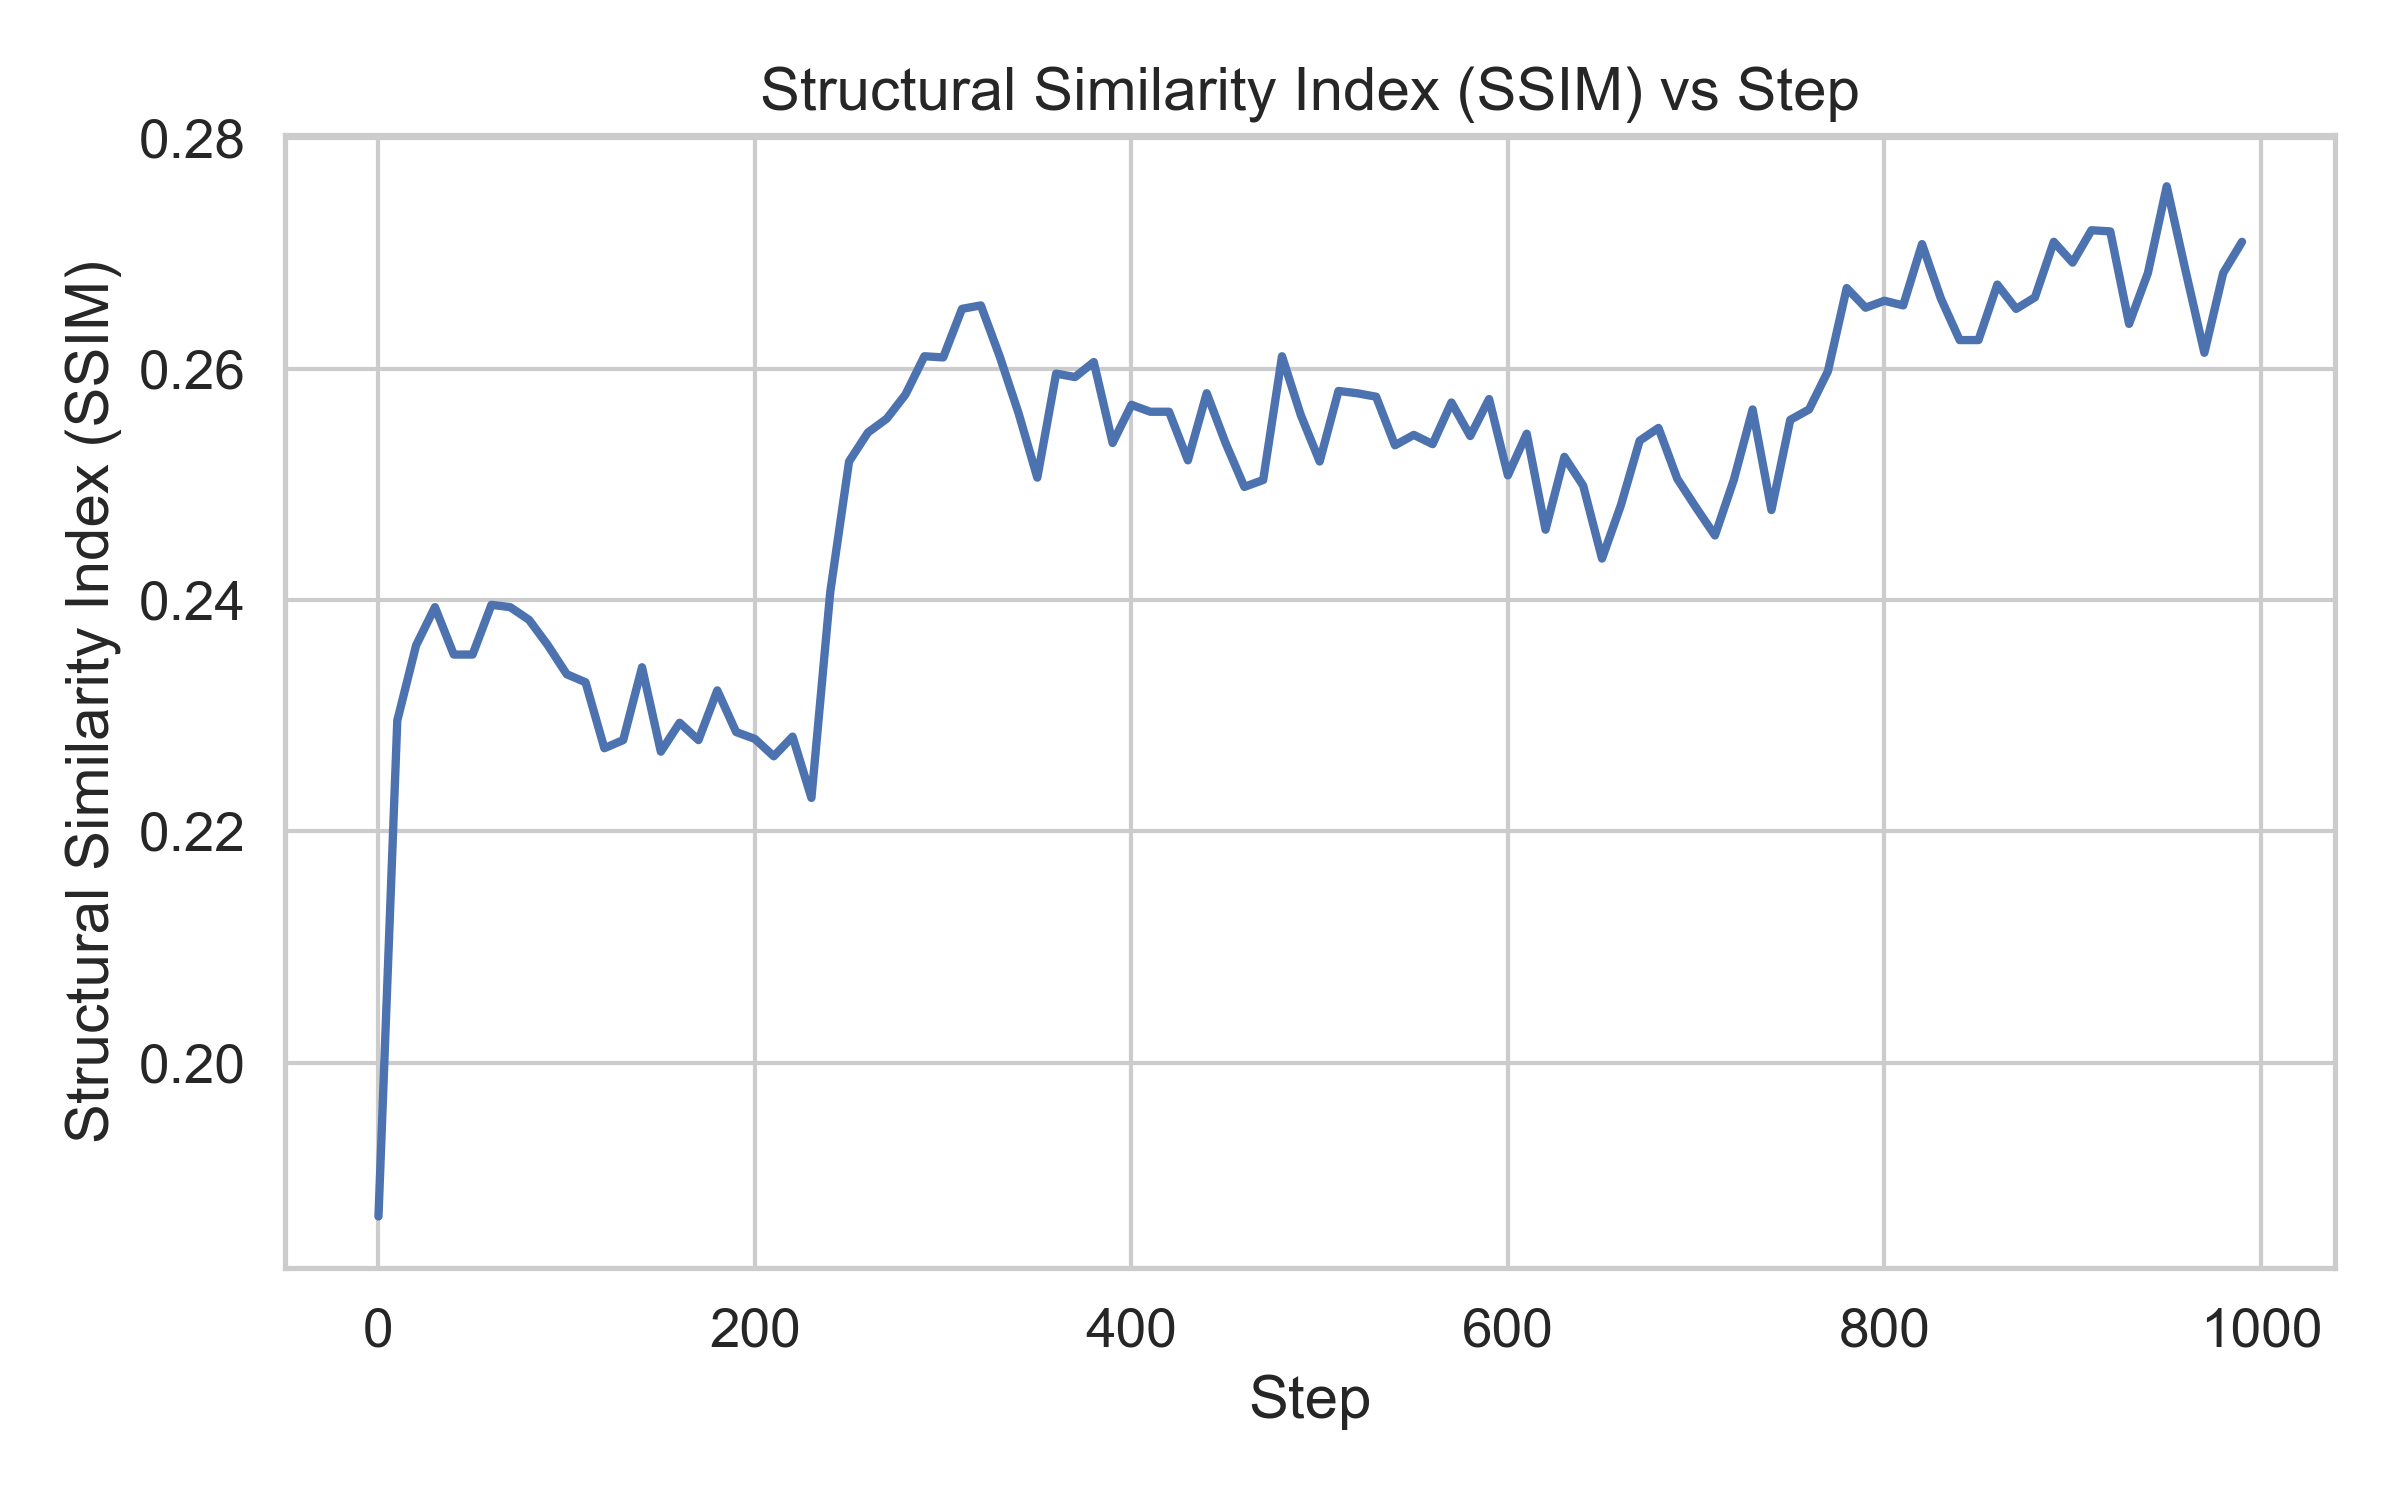 Structural Similarity Index (SSIM) vs Step
Structural Similarity Index (SSIM)
0.28
0.26
0.24
0.22
0.20
0 200 400 600 800 1000
Step